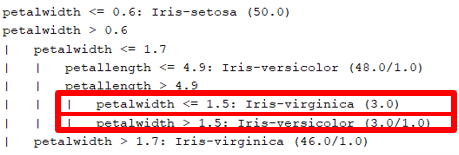 petalwidth <= 0.6: Iris-setosa (50.0)
petalwidth > 0.6
|   petalwidth <= 1.7
|   |   petallength <= 4.9: Iris-versicolor (48.0/1.0)
|   |   petallength > 4.9
|   |   |   petalwidth <= 1.5: Iris-virginica (3.0)
|   |   |   petalwidth > 1.5: Iris-versicolor (3.0/1.0)
|   petalwidth > 1.7: Iris-virginica (46.0/1.0)